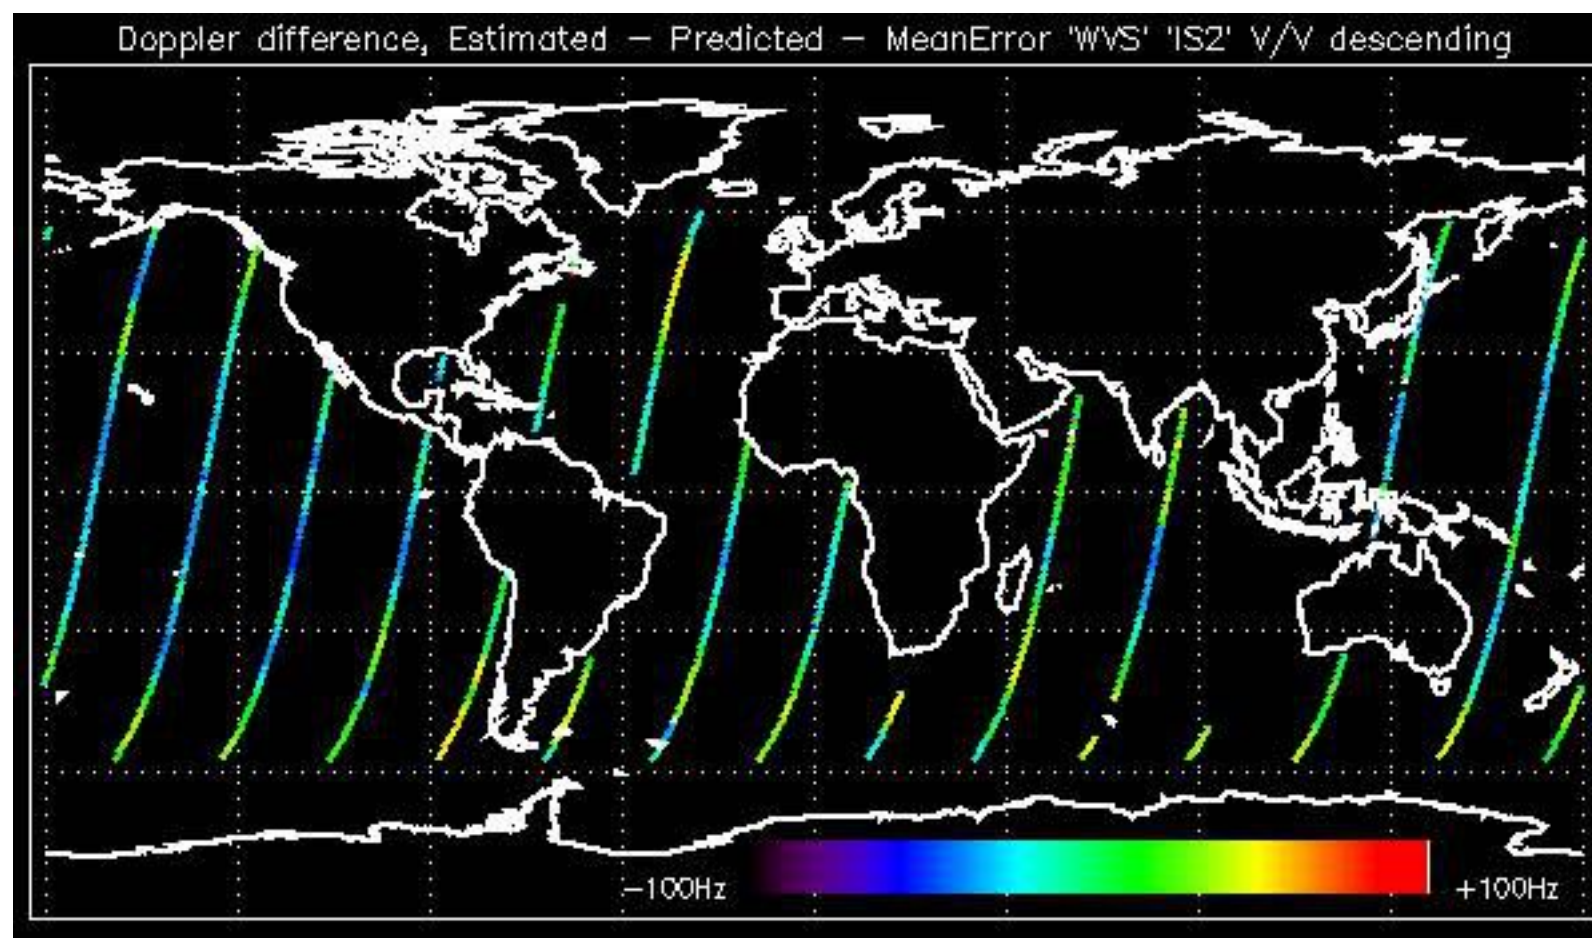 Doppler difference, Estimated – Predicted – MeanError 'WVS' 'IS2' V/V descending
−100Hz +100Hz